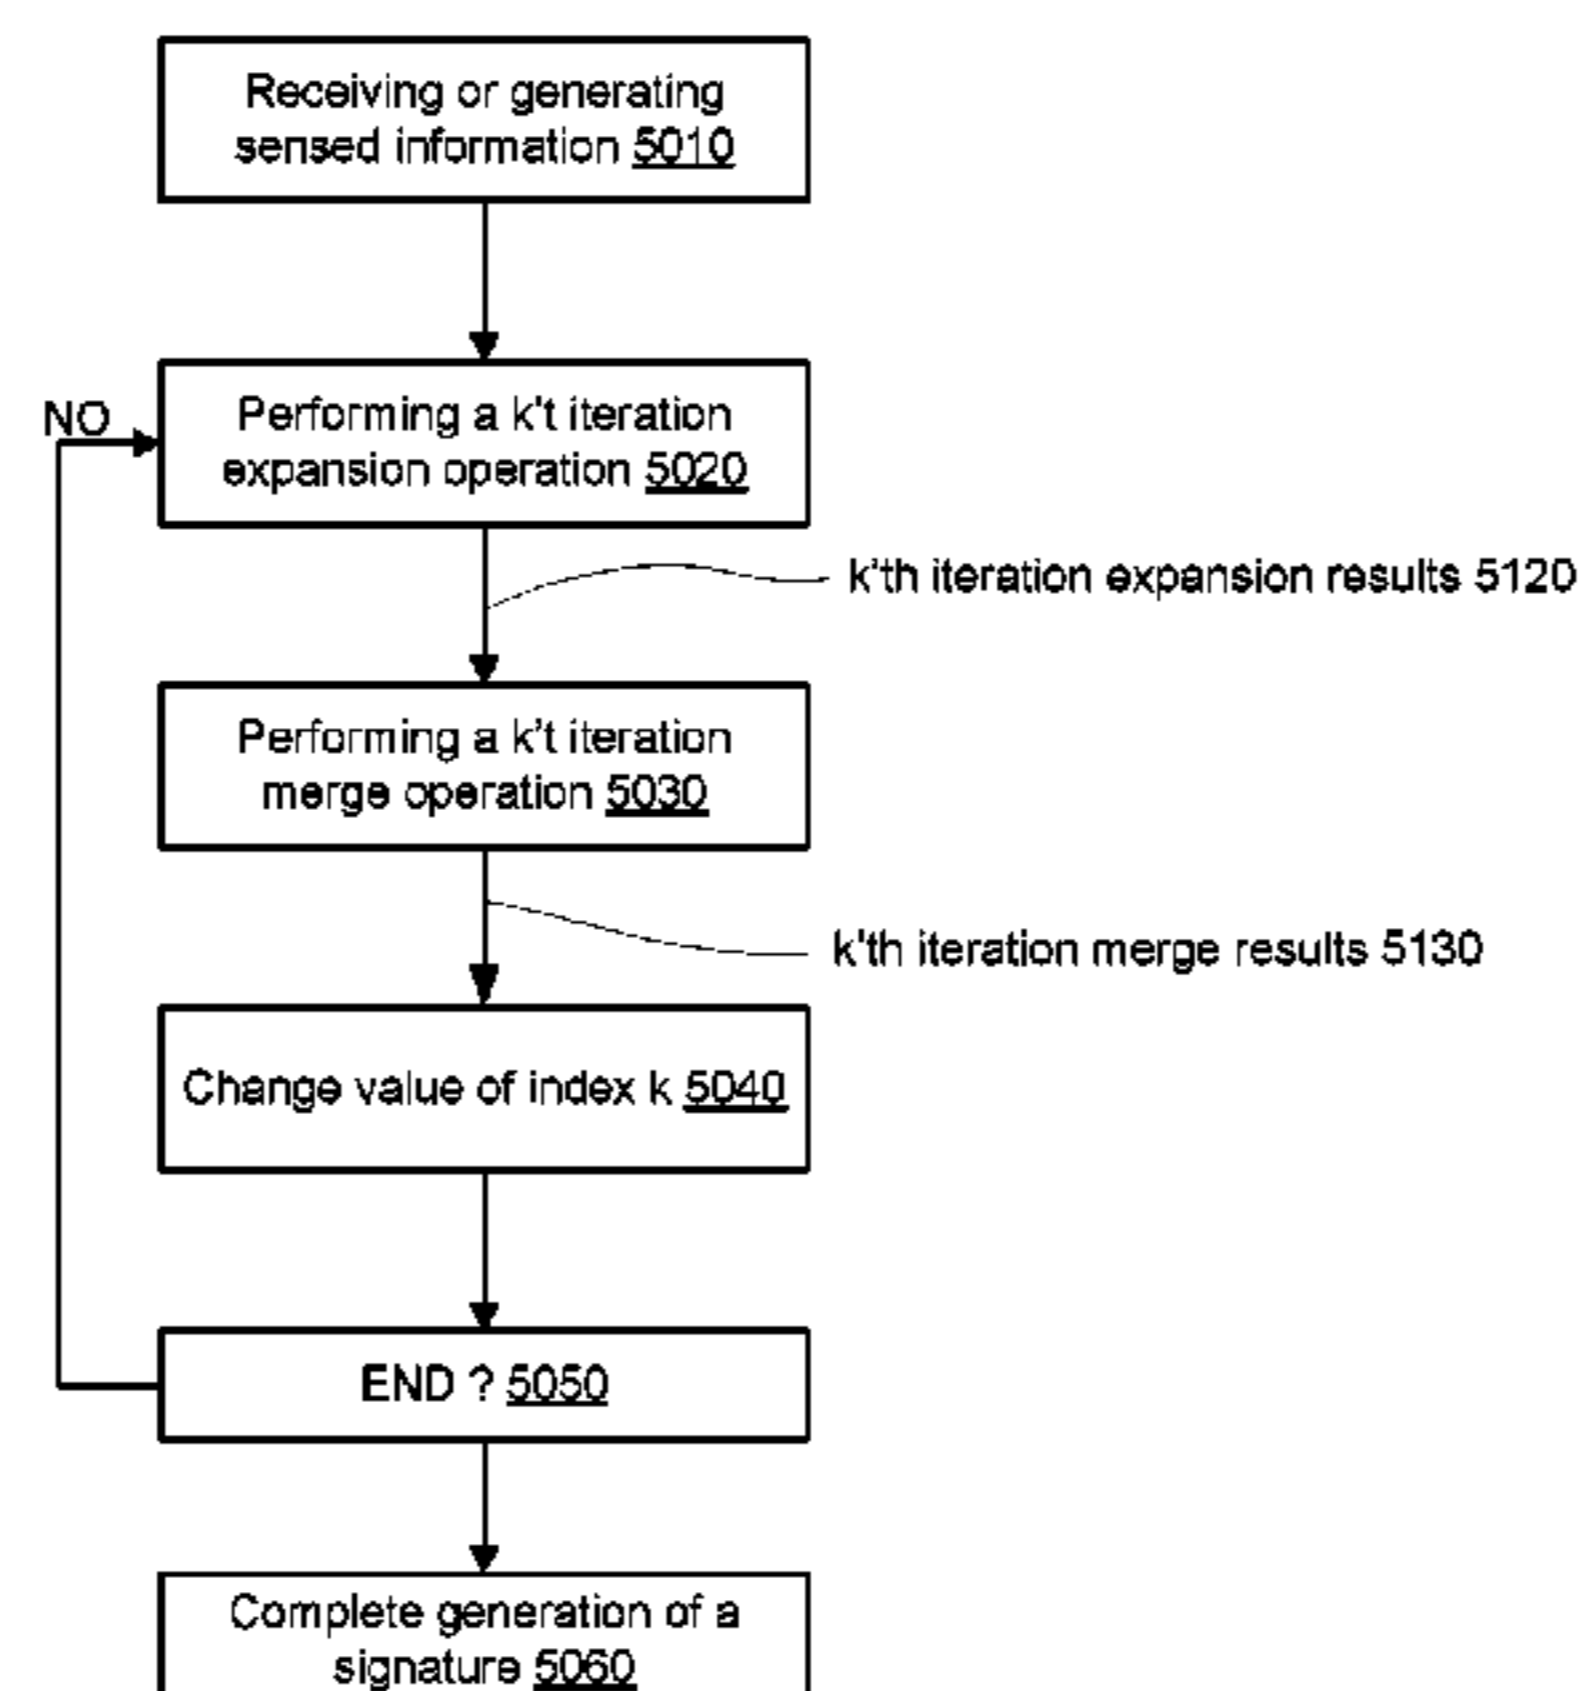 Receiving or generating
sensed information 5010
NO
Performing a k't iteration
expansion operation 5020
k'th iteration expansion results 5120
Performing a k't iteration
merge operation 5030
k'th iteration merge results 5130
Change value of index k 5040
END ? 5050
Complete generation of a
signature 5060